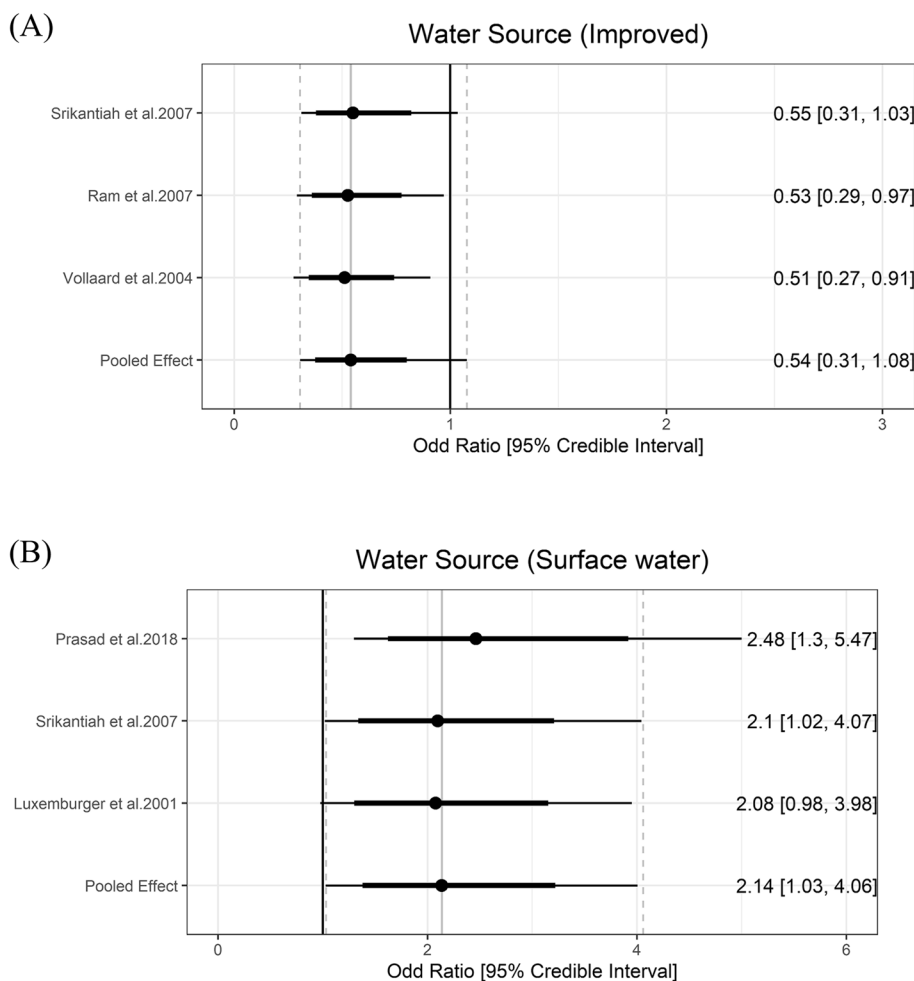 (A)
Water Source (Improved)
Srikantiah et al.2007
0.55 [0.31, 1.03]
Ram et al.2007
0.53 [0.29, 0.97]
Vollaard et al.2004
0.51 [0.27, 0.91]
Pooled Effect
0.54 [0.31, 1.08]
0 1 2 3
Odd Ratio [95% Credible Interval]
(B)
Water Source (Surface water)
Prasad et al.2018
2.48 [1.3, 5.47]
Srikantiah et al.2007
2.1 [1.02, 4.07]
Luxemburger et al.2001
2.08 [0.98, 3.98]
Pooled Effect
2.14 [1.03, 4.06]
0 2 4 6
Odd Ratio [95% Credible Interval]